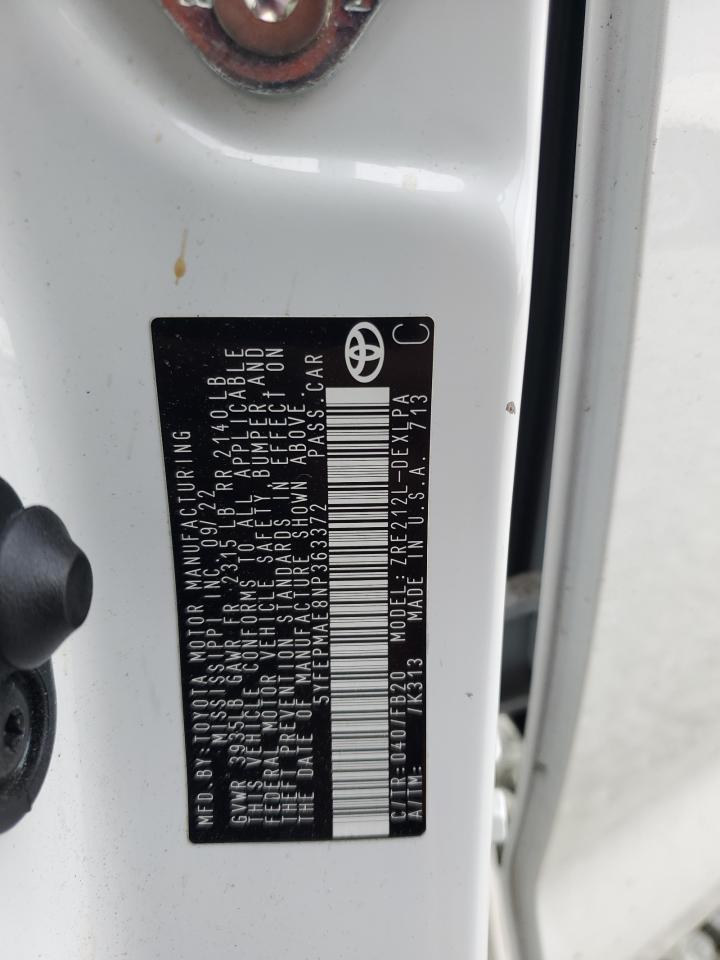 MFD.BY:TOYOTA MOTOR MANUFACTURING
MISSISSIPPI INC. 09/22
GVWR 3935LB GAWR FR 2315 LB RR 2140 LB
THIS VEHICLE CONFORMS TO ALL APPLICABLE
FEDERAL MOTOR VEHICLE SAFETY,BUMPER,AND
THEFT PREVENTION STANDARDS IN EFFECT ON
THE DATE OF MANUFACTURE SHOWN ABOVE.
5YFEPMAE8NP363372 PASS.CAR
C/TR:040/FB20 MODEL:ZRE212L-DEXLPA
A/TM: /K313 MADE IN U.S.A. 713
C